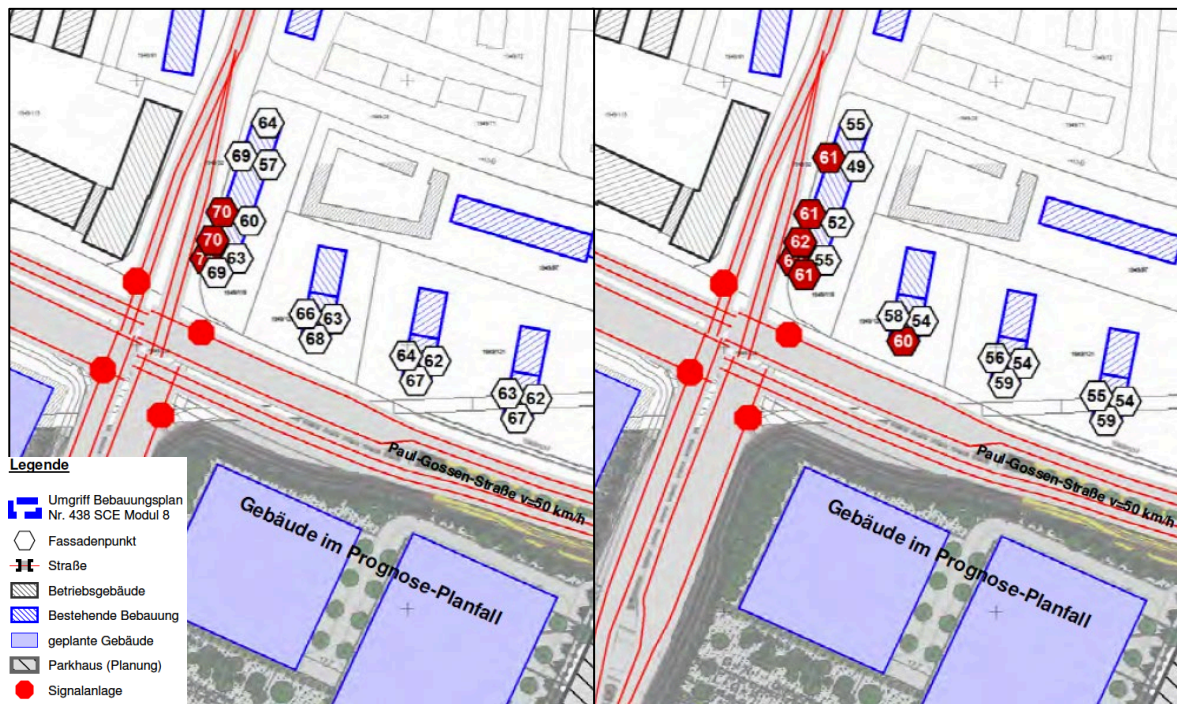 64
69
57
70
60
70
63
69
66
63
68
64
62
67
63
62
67
Paul-Gossen-Straße v=50 km/h
Gebäude im Prognose-Planfall
Legende
Umgriff Bebauungsplan
Nr. 438 SCE Modul 8
Fassadenpunkt
Straße
Betriebsgebäude
Bestehende Bebauung
geplante Gebäude
Parkhaus (Planung)
Signalanlage
55
61
49
61
52
62
55
61
58
54
60
56
54
59
55
54
59
Paul-Gossen-Straße v=50 km/h
Gebäude im Prognose-Planfall